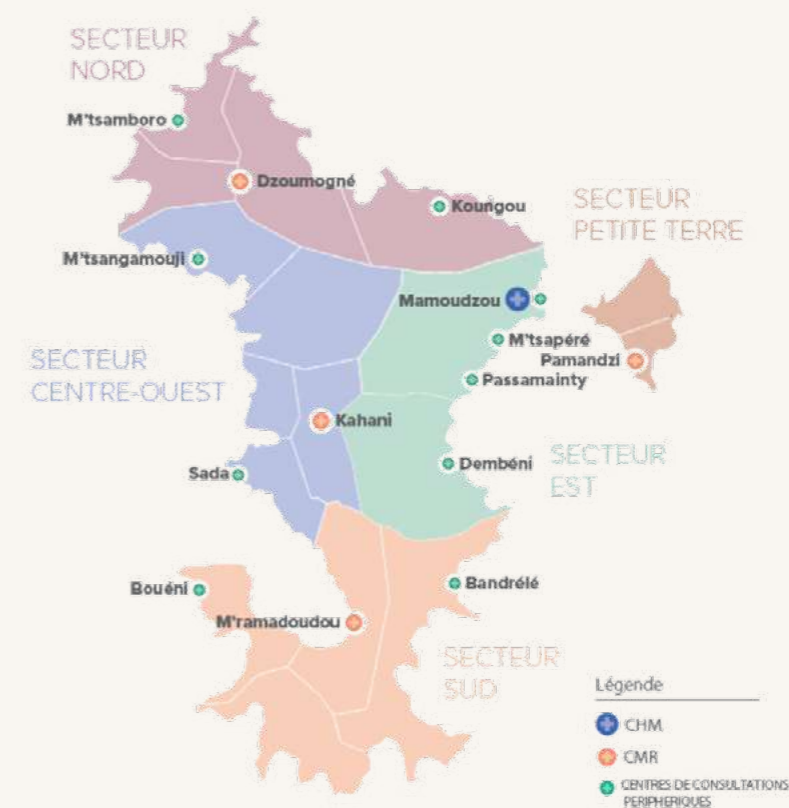 SECTEUR
NORD
M'tsamboro
Dzoumogné
Koungou
SECTEUR
PETITE TERRE
M'tsangamouji
Mamoudzou
M'tsapéré
Pamandzi
Passamainty
SECTEUR
CENTRE-OUEST
Kahani
Sada
Dembéni
SECTEUR
EST
Bouéni
Bandrélé
M'ramadoudou
SECTEUR
SUD
Légende
CHM
CMR
CENTRES DE CONSULTATIONS
PERIPHERIQUES